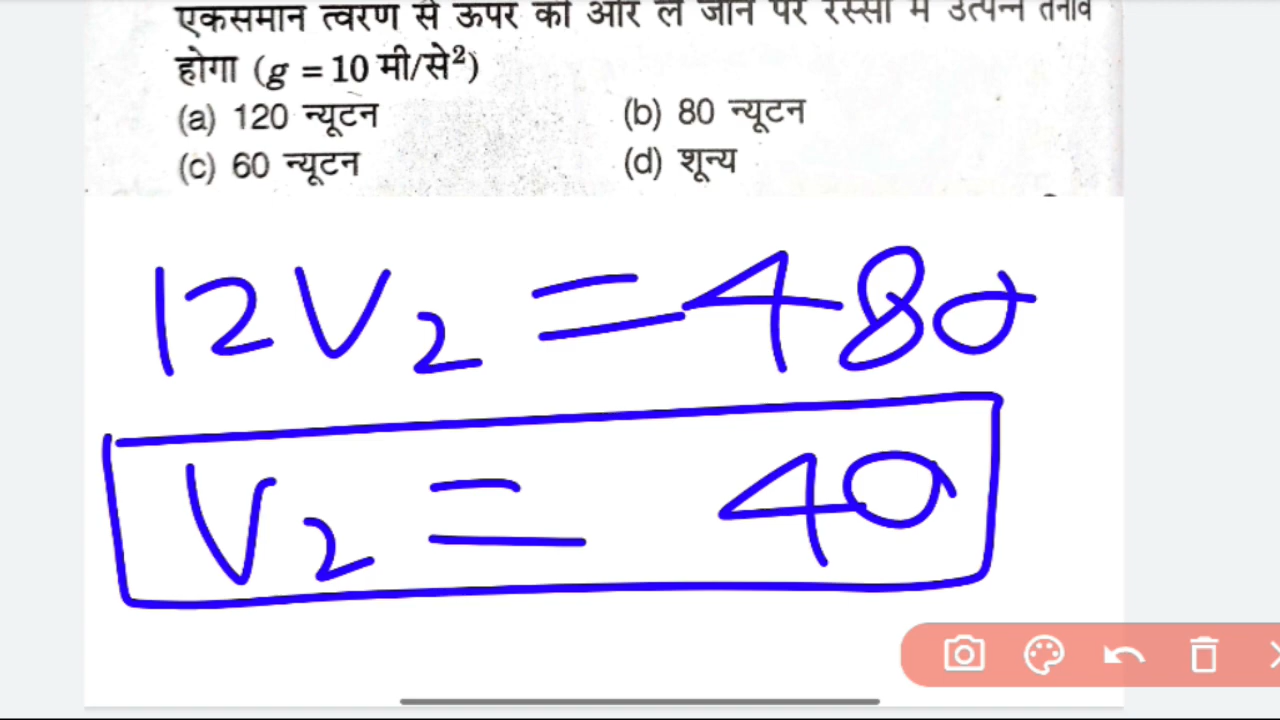 एकसमान त्वरण से ऊपर की ओर ले जाने पर रस्सी में उत्पन्न तनाव
होगा (g = 10 मी/से²)
(a) 120 न्यूटन (b) 80 न्यूटन
(c) 60 न्यूटन (d) शून्य
12V₂ = 480
V₂ = 40